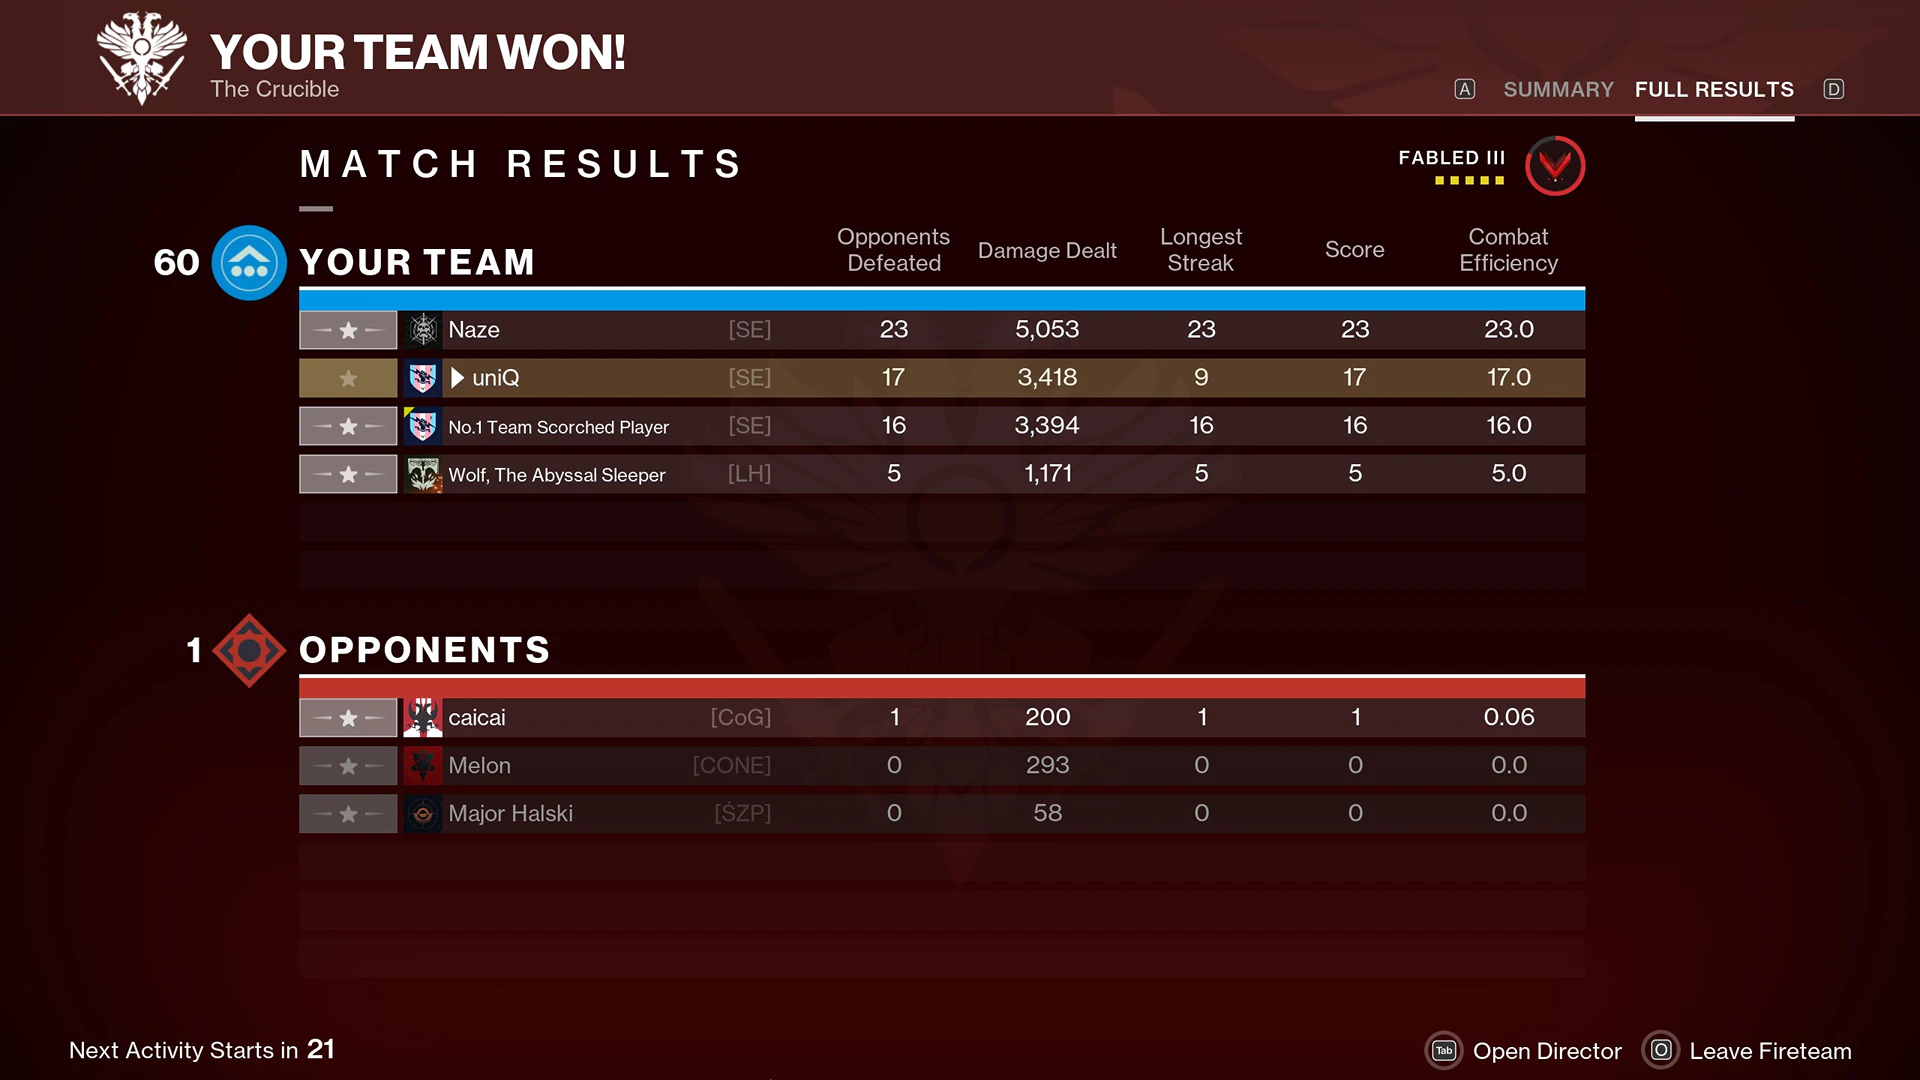 YOUR TEAM WON!
The Crucible
A SUMMARY FULL RESULTS D
MATCH RESULTS
FABLED III
60 YOUR TEAM Opponents Defeated Damage Dealt Longest Streak Score Combat Efficiency
Naze [SE] 23 5,053 23 23 23.0
uniQ [SE] 17 3,418 9 17 17.0
No.1 Team Scorched Player [SE] 16 3,394 16 16 16.0
Wolf, The Abyssal Sleeper [LH] 5 1,171 5 5 5.0
1 OPPONENTS
caicai [CoG] 1 200 1 1 0.06
Melon [CONE] 0 293 0 0 0.0
Major Halski [ŚZP] 0 58 0 0 0.0
Next Activity Starts in 21
Tab Open Director O Leave Fireteam